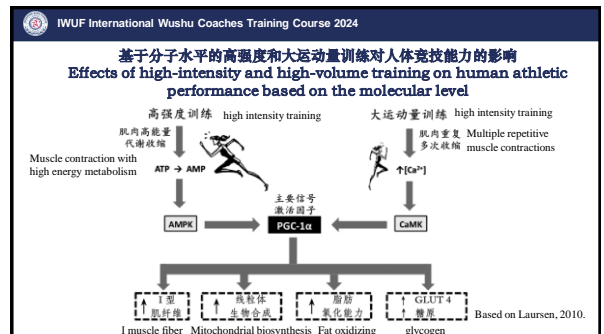 IWUF International Wushu Coaches Training Course 2024
基于分子水平的高强度和大运动量训练对人体竞技能力的影响
Effects of high-intensity and high-volume training on human athletic
performance based on the molecular level
高强度训练
high intensity training
大运动量训练
high intensity training
肌肉高能量
代谢收缩
Muscle contraction with
high energy metabolism
ATP → AMP
肌肉重复
多次收缩
Multiple repetitive
muscle contractions
↑[Ca²⁺]
主要信号
激活因子
AMPK
PGC-1α
CaMK
↑ I 型
肌纤维
↑ 线粒体
生物合成
↑ 脂肪
氧化能力
↑ GLUT 4
↑ 糖原
Based on Laursen, 2010.
I muscle fiber
Mitochondrial biosynthesis
Fat oxidizing
glycogen